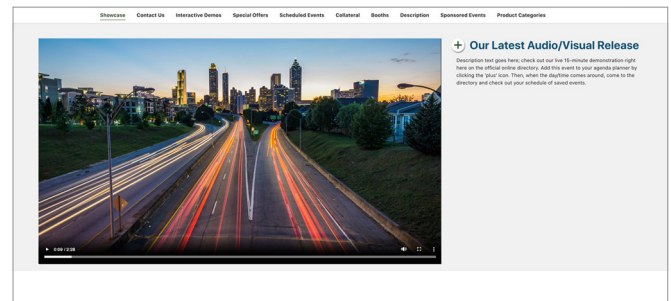 Showcase Contact Us Interactive Demos Special Offers Scheduled Events Collateral Booths Description Sponsored Events Product Categories
Our Latest Audio/Visual Release
Description text goes here; check out our live 15-minute demonstration right
here on the official online directory. Add this event to your agenda planner by
clicking the 'plus' icon. Then, when the day/time comes around, come to the
directory and check out your schedule of saved events.
0:09 / 2:28